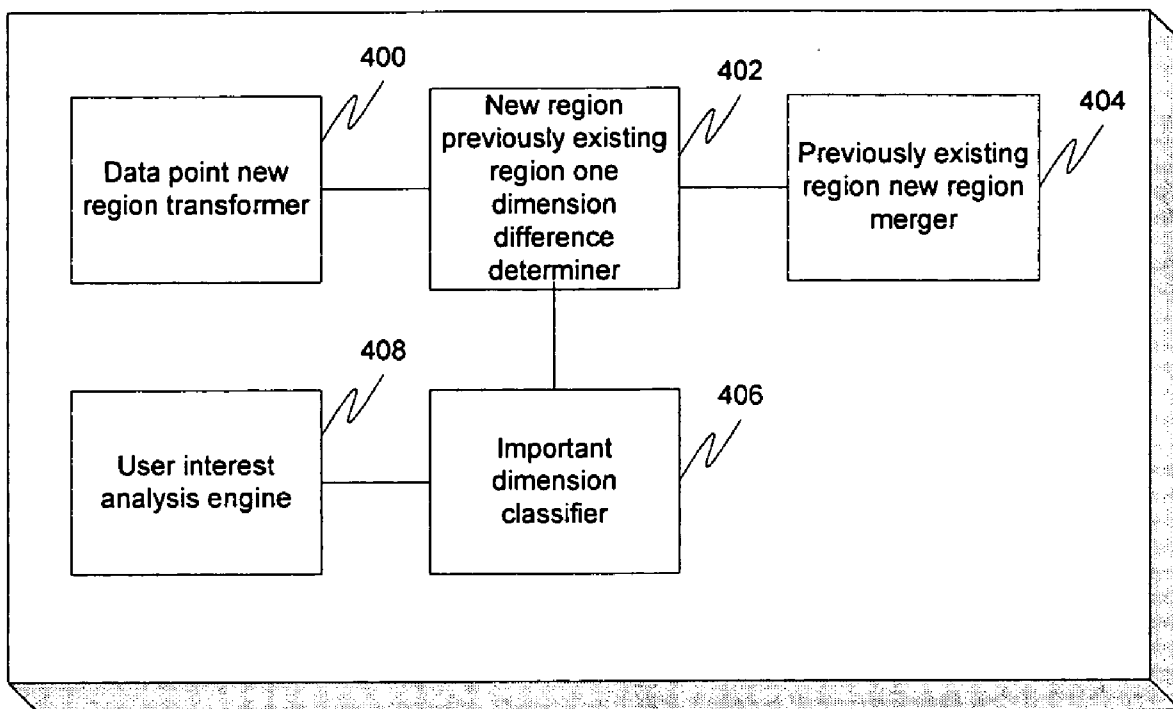 400
402
404
Data point new
region transformer
New region
previously existing
region one
dimension
difference
determiner
Previously existing
region new region
merger
408
406
User interest
analysis engine
Important
dimension
classifier